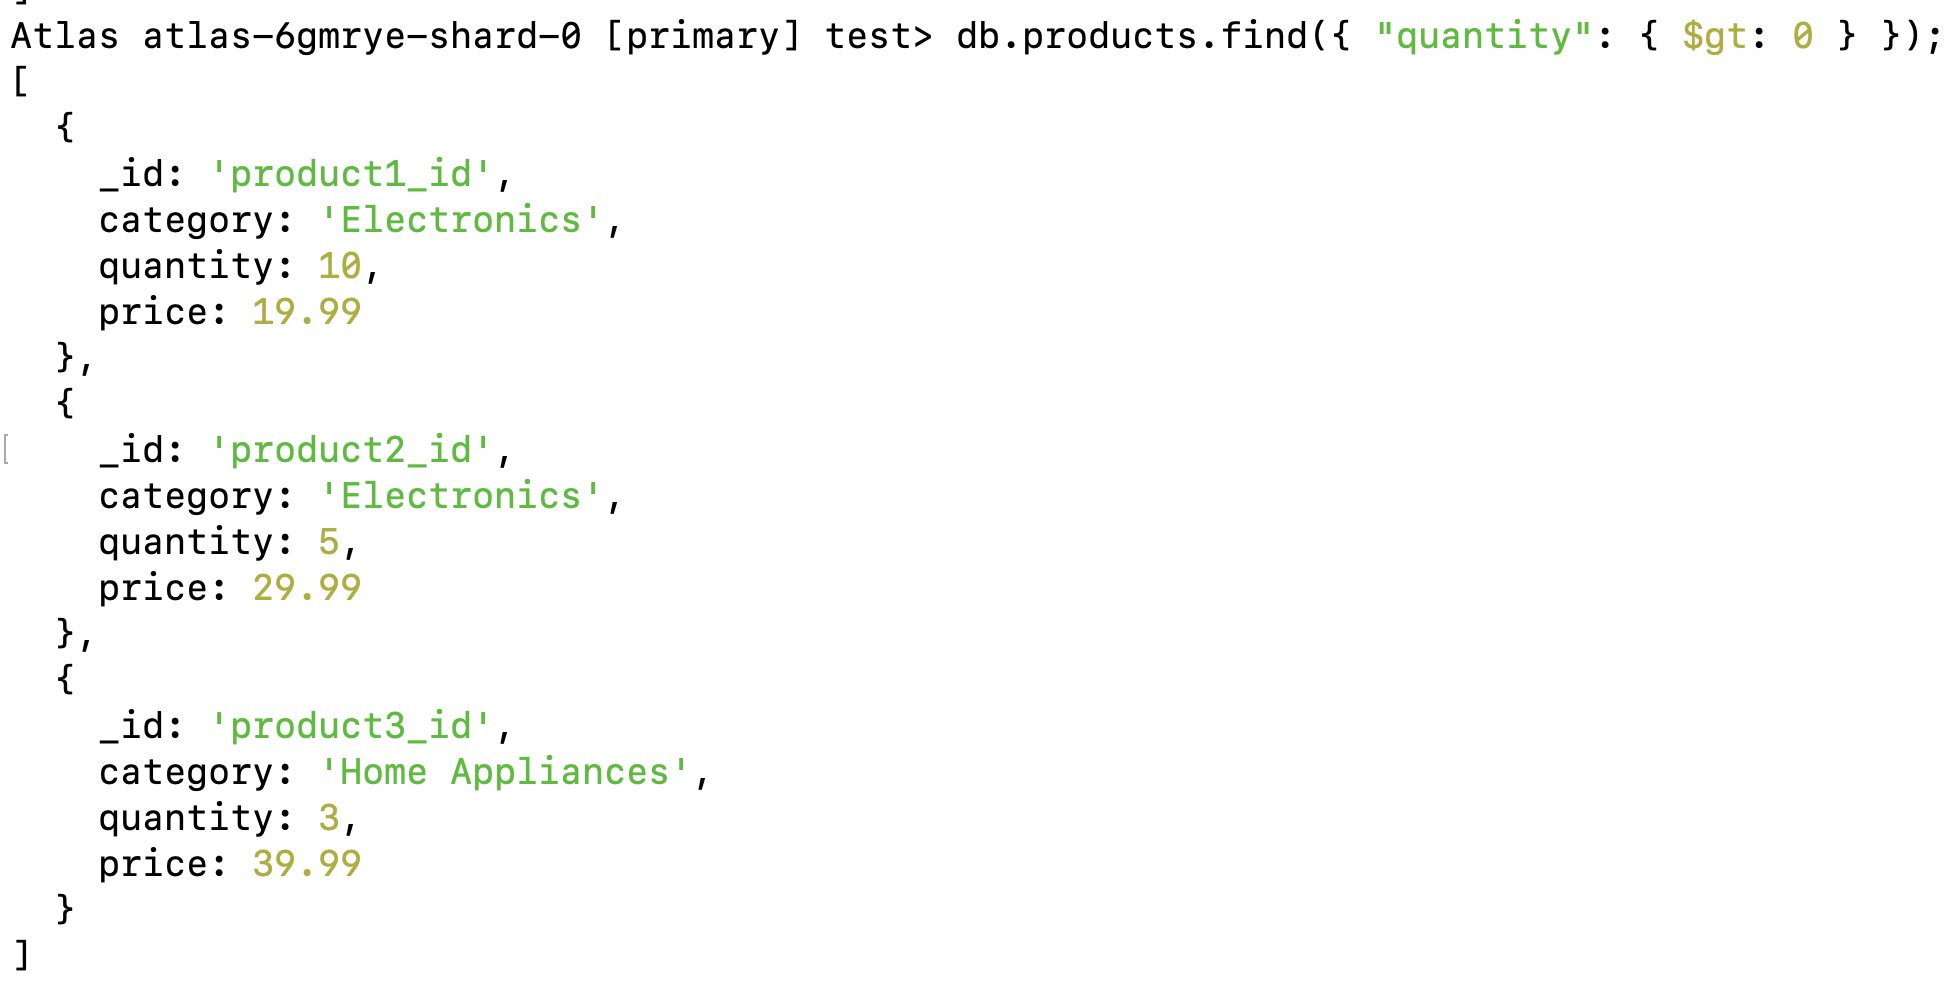 Atlas atlas-6gmrye-shard-0 [primary] test> db.products.find({ "quantity": { $gt: 0 } });
[
  {
    _id: 'product1_id',
    category: 'Electronics',
    quantity: 10,
    price: 19.99
  },
  {
    _id: 'product2_id',
    category: 'Electronics',
    quantity: 5,
    price: 29.99
  },
  {
    _id: 'product3_id',
    category: 'Home Appliances',
    quantity: 3,
    price: 39.99
  }
]